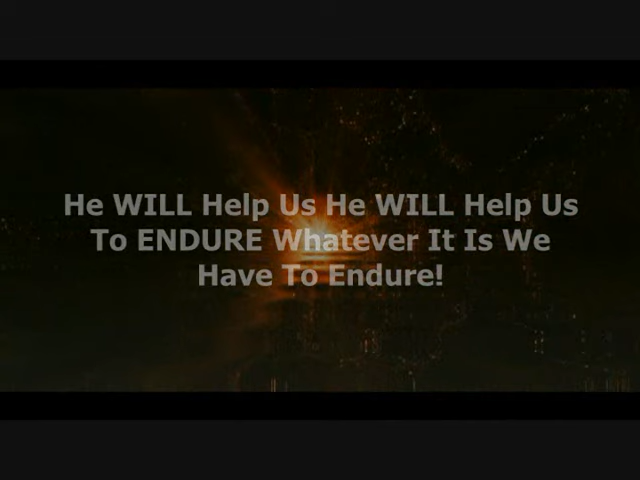 He WILL Help Us He WILL Help Us
To ENDURE Whatever It Is We
Have To Endure!